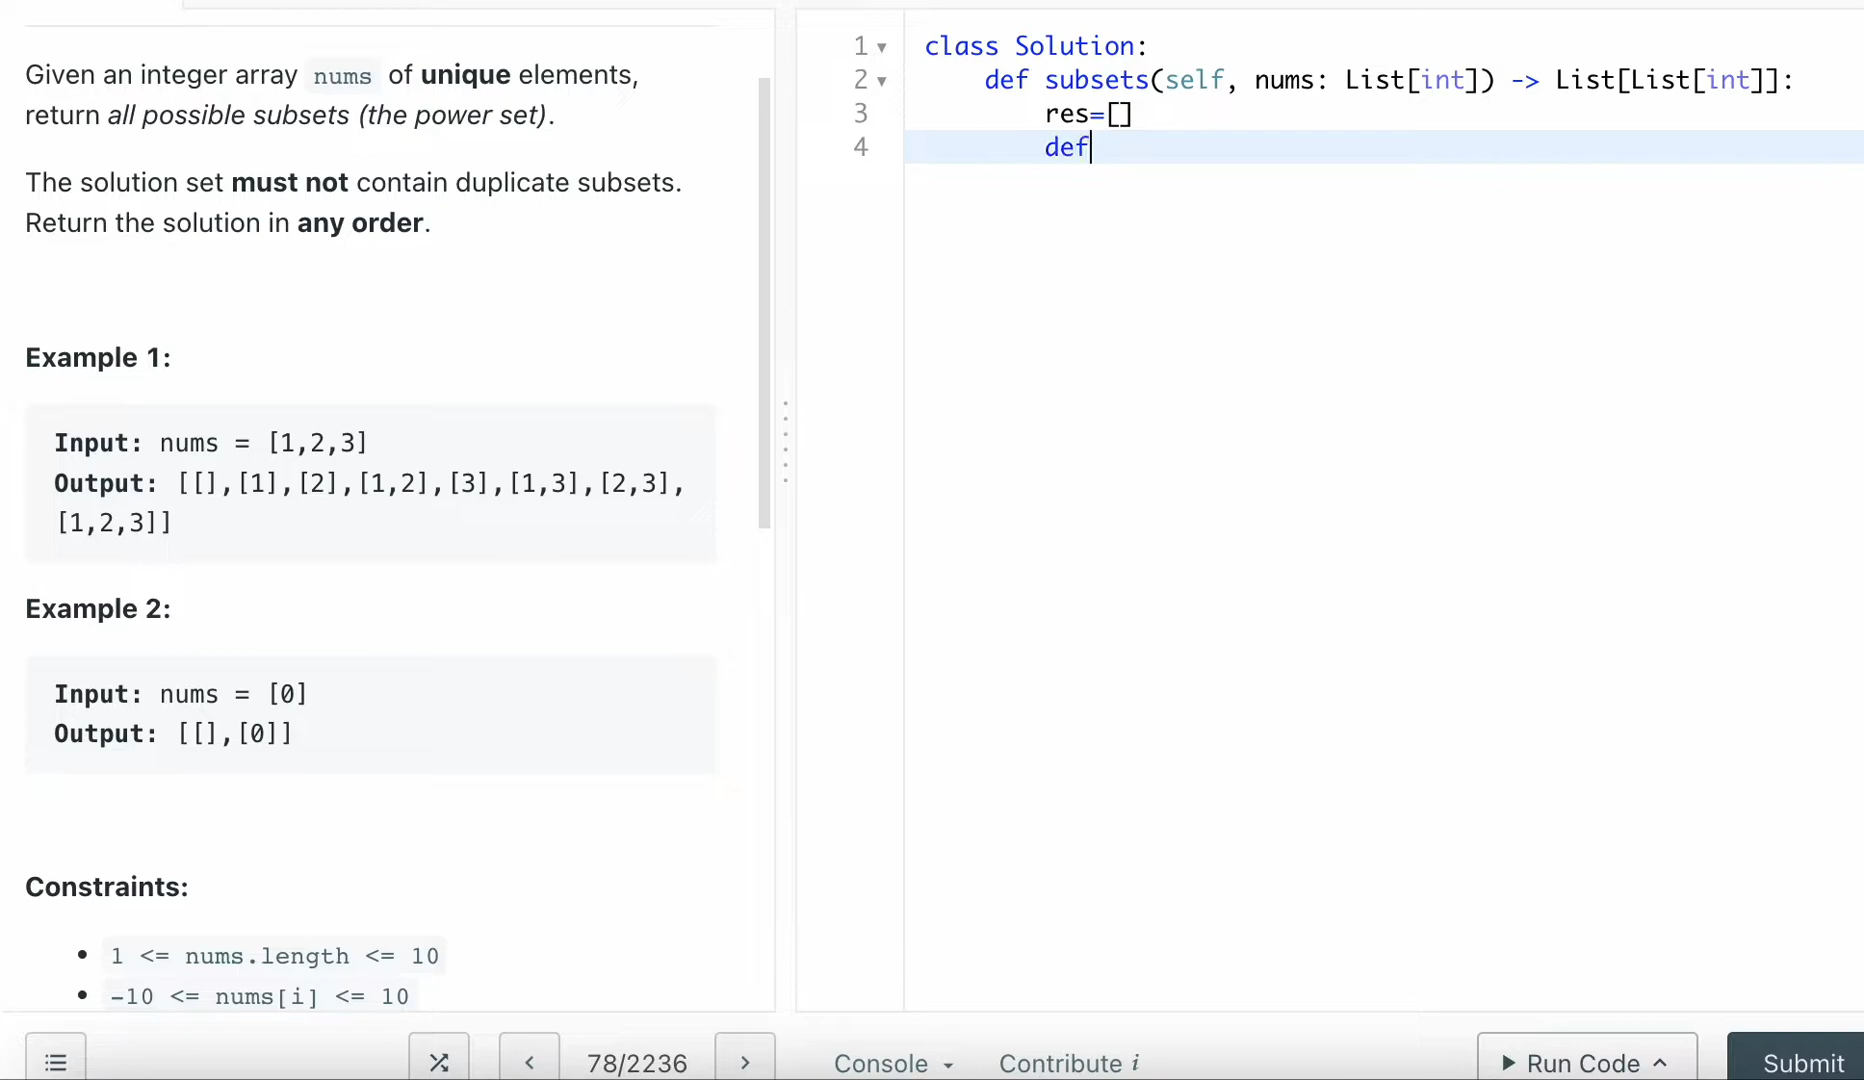 Given an integer array nums of unique elements,
return all possible subsets (the power set).
The solution set must not contain duplicate subsets.
Return the solution in any order.
Example 1:
Input: nums = [1,2,3]
Output: [[],[1],[2],[1,2],[3],[1,3],[2,3],
[1,2,3]]
Example 2:
Input: nums = [0]
Output: [[],[0]]
Constraints:
• 1 <= nums.length <= 10
• -10 <= nums[i] <= 10
78/2236
1 class Solution:
2 def subsets(self, nums: List[int]) -> List[List[int]]:
3 res=[]
4 def
Console
Contribute i
Run Code
Submit